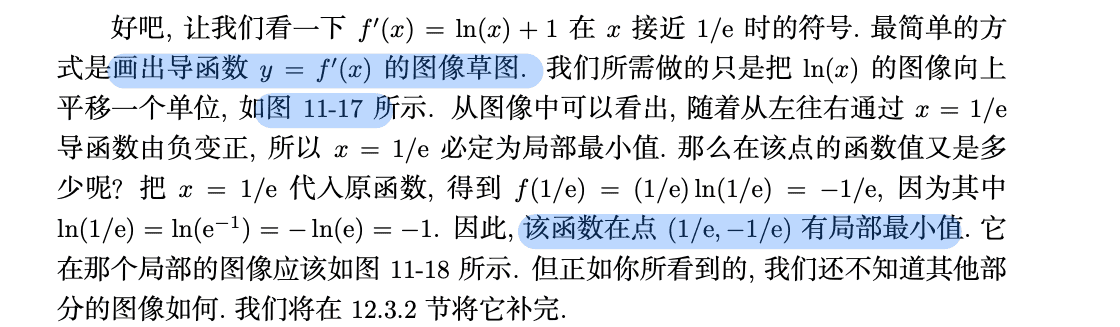 好吧, 让我们看一下 f′(x) = ln(x) + 1 在 x 接近 1/e 时的符号. 最简单的方
式是画出导函数 y = f′(x) 的图像草图. 我们所需做的只是把 ln(x) 的图像向上
平移一个单位, 如图 11-17 所示. 从图像中可以看出, 随着从左往右通过 x = 1/e
导函数由负变正, 所以 x = 1/e 必定为局部最小值. 那么在该点的函数值又是多
少呢? 把 x = 1/e 代入原函数, 得到 f(1/e) = (1/e) ln(1/e) = −1/e, 因为其中
ln(1/e) = ln(e⁻¹) = − ln(e) = −1. 因此, 该函数在点 (1/e, −1/e) 有局部最小值. 它
在那个局部的图像应该如图 11-18 所示. 但正如你所看到的, 我们还不知道其他部
分的图像如何. 我们将在 12.3.2 节将它补完.